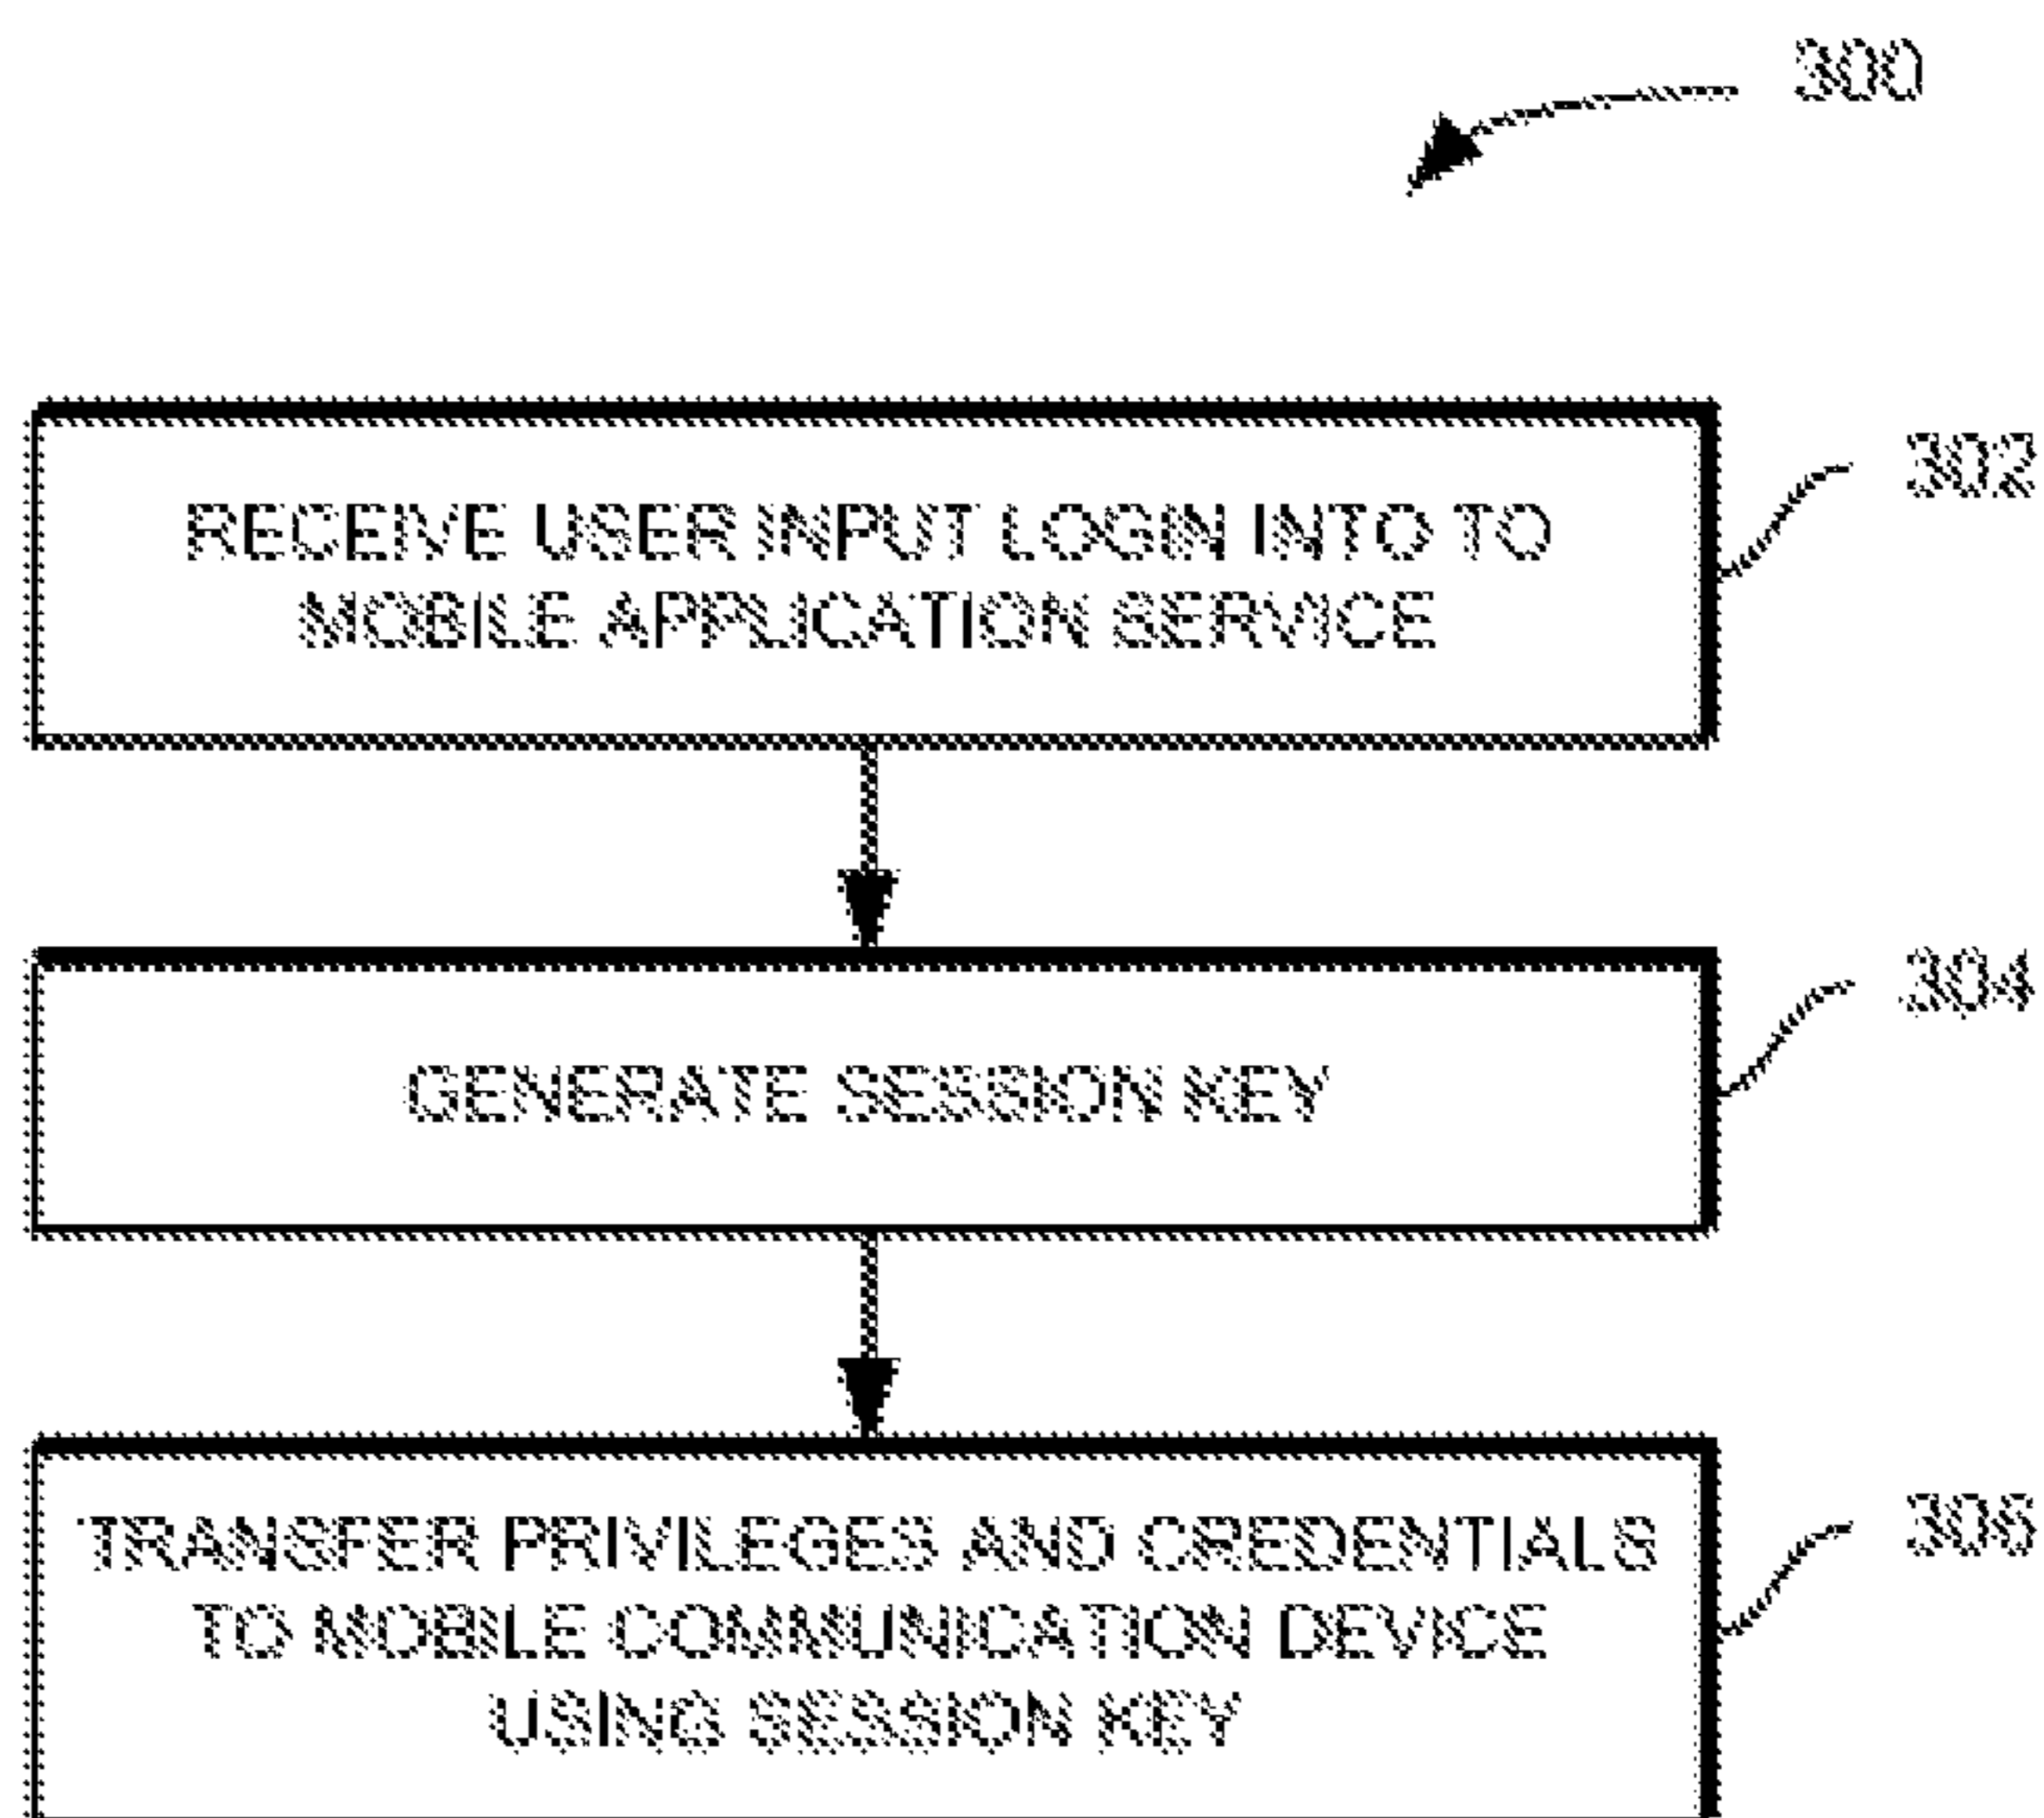 300
RECEIVE USER INPUT LOGIN INTO TO
MOBILE APPLICATION SERVICE
302
GENERATE SESSION KEY
304
TRANSFER PRIVILEGES AND CREDENTIALS
TO MOBILE COMMUNICATION DEVICE
USING SESSION KEY
306